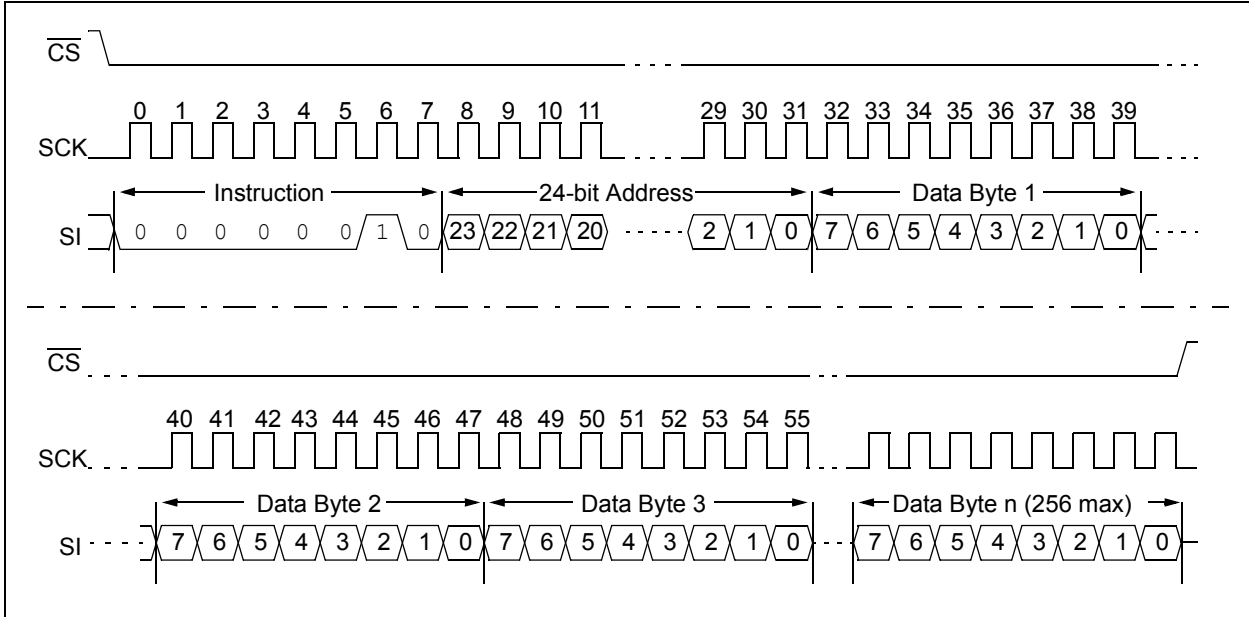 CS
0 1 2 3 4 5 6 7 8 9 10 11 29 30 31 32 33 34 35 36 37 38 39
SCK
Instruction 24-bit Address Data Byte 1
SI 0 0 0 0 0 0 1 0 23 22 21 20 2 1 0 7 6 5 4 3 2 1 0
CS
40 41 42 43 44 45 46 47 48 49 50 51 52 53 54 55
SCK
Data Byte 2 Data Byte 3 Data Byte n (256 max)
SI 7 6 5 4 3 2 1 0 7 6 5 4 3 2 1 0 7 6 5 4 3 2 1 0